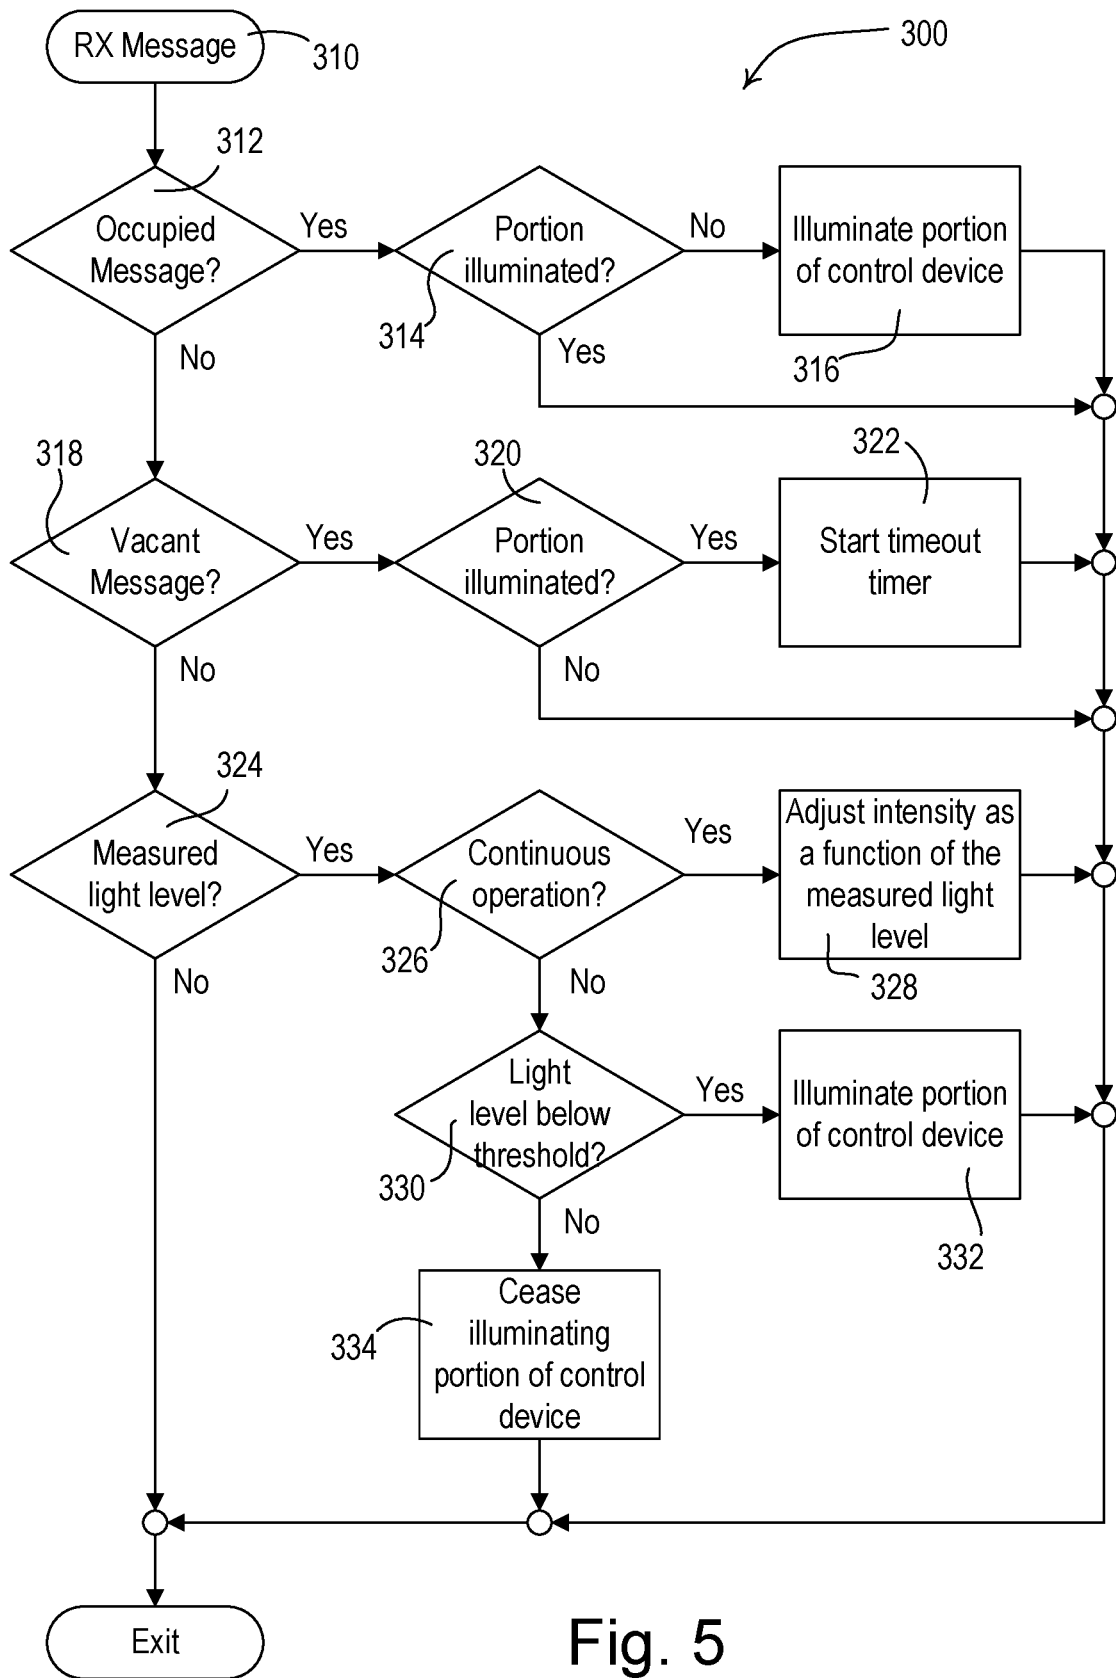 RX Message
310
300
312
Occupied
Message?
Yes
No
Portion
illuminated?
314
No
Yes
Illuminate portion
of control device
316
318
Vacant
Message?
Yes
No
320
Portion
illuminated?
Yes
No
322
Start timeout
timer
324
Measured
light level?
Yes
No
Continuous
operation?
326
Yes
No
Adjust intensity as
a function of the
measured light
level
328
Light
level below
threshold?
330
Yes
No
Illuminate portion
of control device
332
Cease
illuminating
portion of control
device
334
Exit
Fig. 5